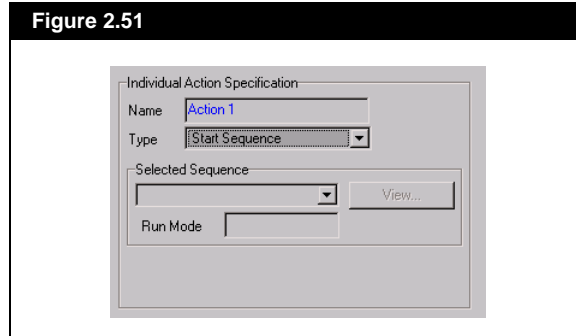 Figure 2.51
Individual Action Specification
Name Action 1
Type Start Sequence
Selected Sequence
View...
Run Mode